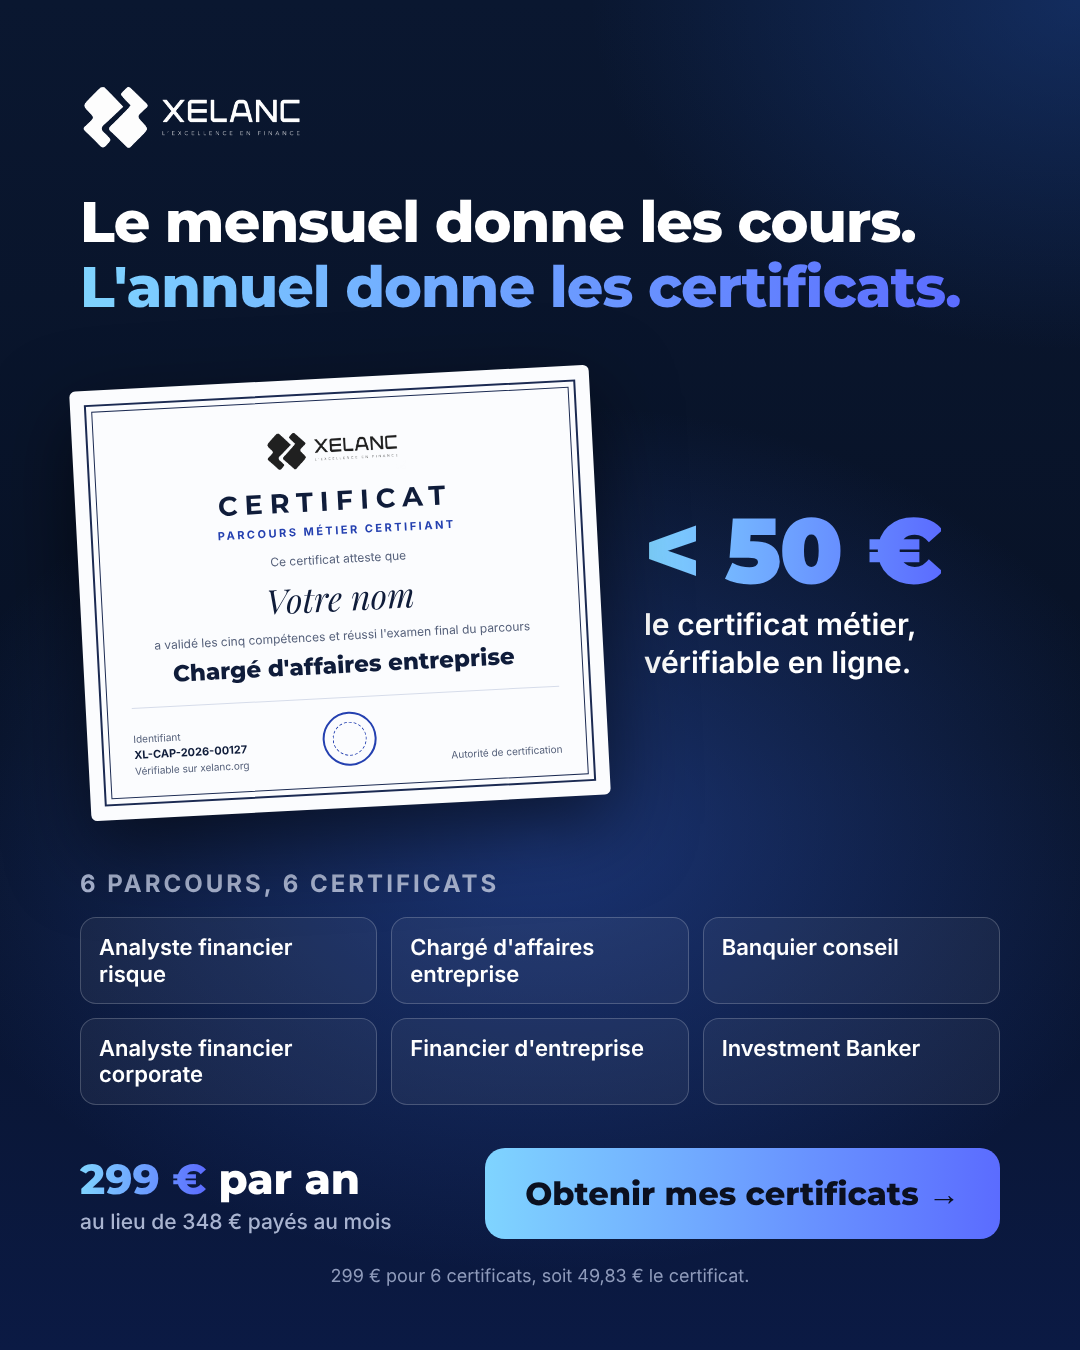 XELANC
L'EXCELLENCE EN FINANCE
Le mensuel donne les cours.
L'annuel donne les certificats.
XELANC
L'EXCELLENCE EN FINANCE
CERTIFICAT
PARCOURS MÉTIER CERTIFIANT
Ce certificat atteste que
Votre nom
a validé les cinq compétences et réussi l'examen final du parcours
Chargé d'affaires entreprise
Identifiant
XL-CAP-2026-00127
Vérifiable sur xelanc.org
Autorité de certification
< 50 €
le certificat métier,
vérifiable en ligne.
6 PARCOURS, 6 CERTIFICATS
Analyste financier
risque
Chargé d'affaires
entreprise
Banquier conseil
Analyste financier
corporate
Financier d'entreprise
Investment Banker
299 € par an
au lieu de 348 € payés au mois
Obtenir mes certificats →
299 € pour 6 certificats, soit 49,83 € le certificat.